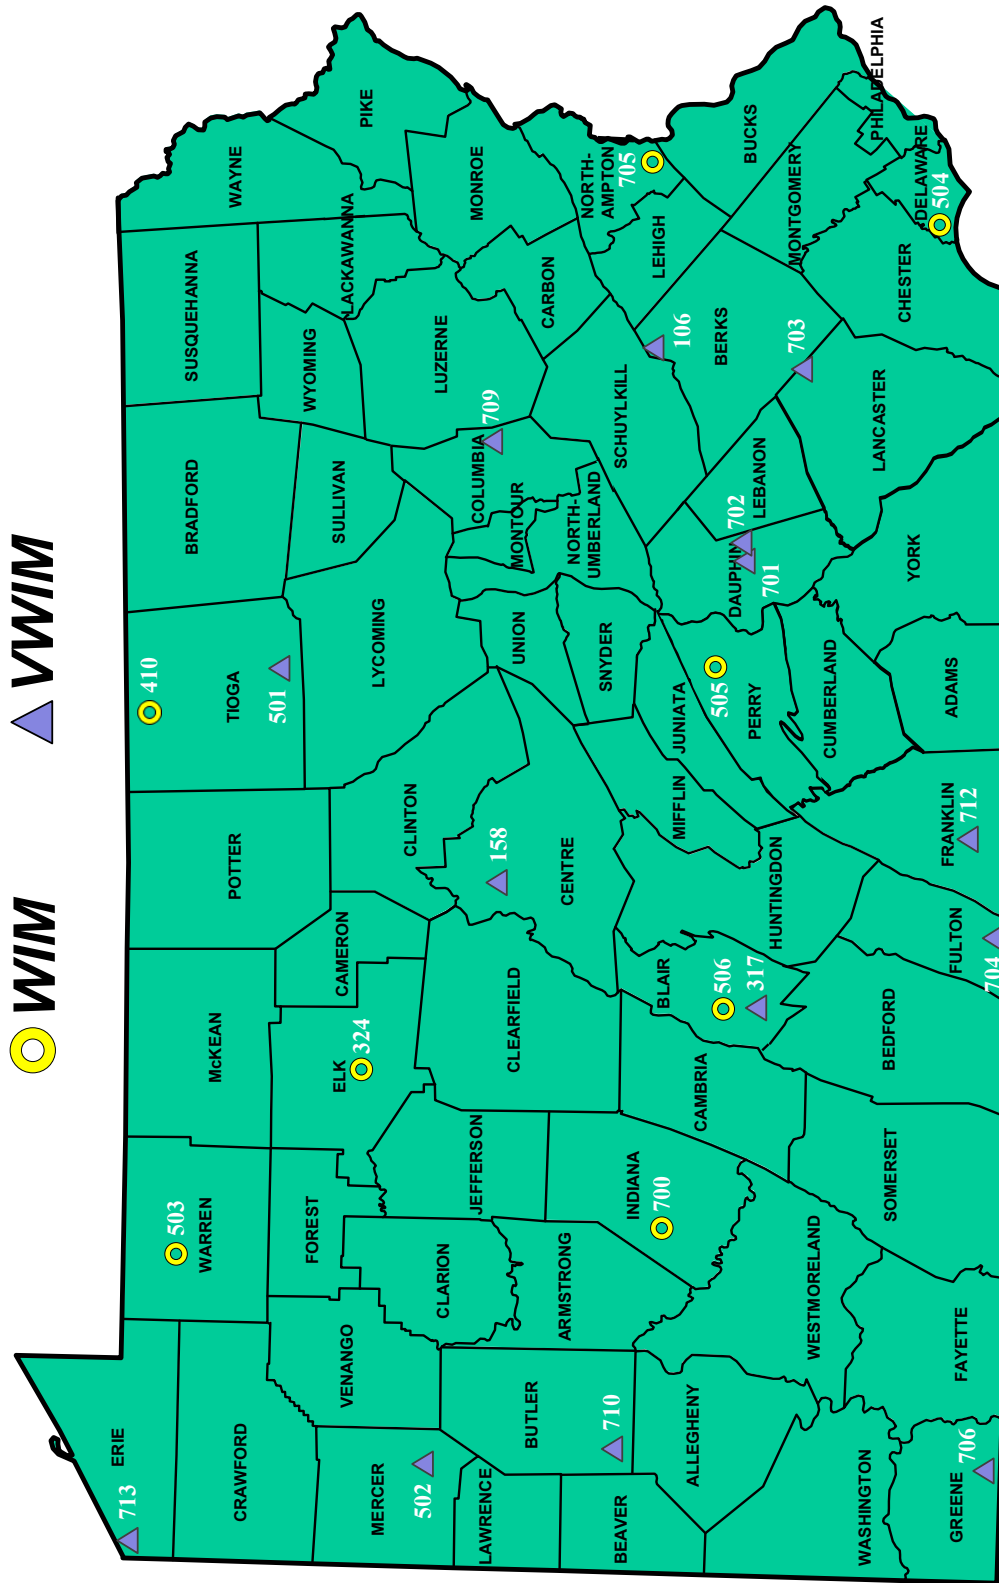 WIM
VWIM
713
ERIE
CRAWFORD
MERCER
502
LAWRENCE
BEAVER
WASHINGTON
GREENE
706
FAYETTE
ALLEGHENY
710
BUTLER
VENANGO
WARREN
503
FOREST
CLARION
ARMSTRONG
WESTMORELAND
SOMERSET
INDIANA
700
JEFFERSON
ELK
324
McKEAN
CAMERON
CLEARFIELD
CAMBRIA
BLAIR
506
317
BEDFORD
FULTON
704
HUNTINGDON
CENTRE
158
CLINTON
POTTER
TIOGA
410
501
LYCOMING
UNION
SNYDER
MIFFLIN
JUNIATA
505
PERRY
CUMBERLAND
FRANKLIN
712
ADAMS
YORK
DAUPHIN
701
702
LEBANON
NORTH-
UMBERLAND
MONTOUR
COLUMBIA
709
SULLIVAN
BRADFORD
SUSQUEHANNA
WYOMING
LUZERNE
SCHUYLKILL
106
BERKS
703
LANCASTER
CHESTER
DELAWARE
504
PHILADELPHIA
MONTGOMERY
BUCKS
LEHIGH
NORTH-
AMPTON
705
CARBON
MONROE
PIKE
WAYNE
LACKAWANNA